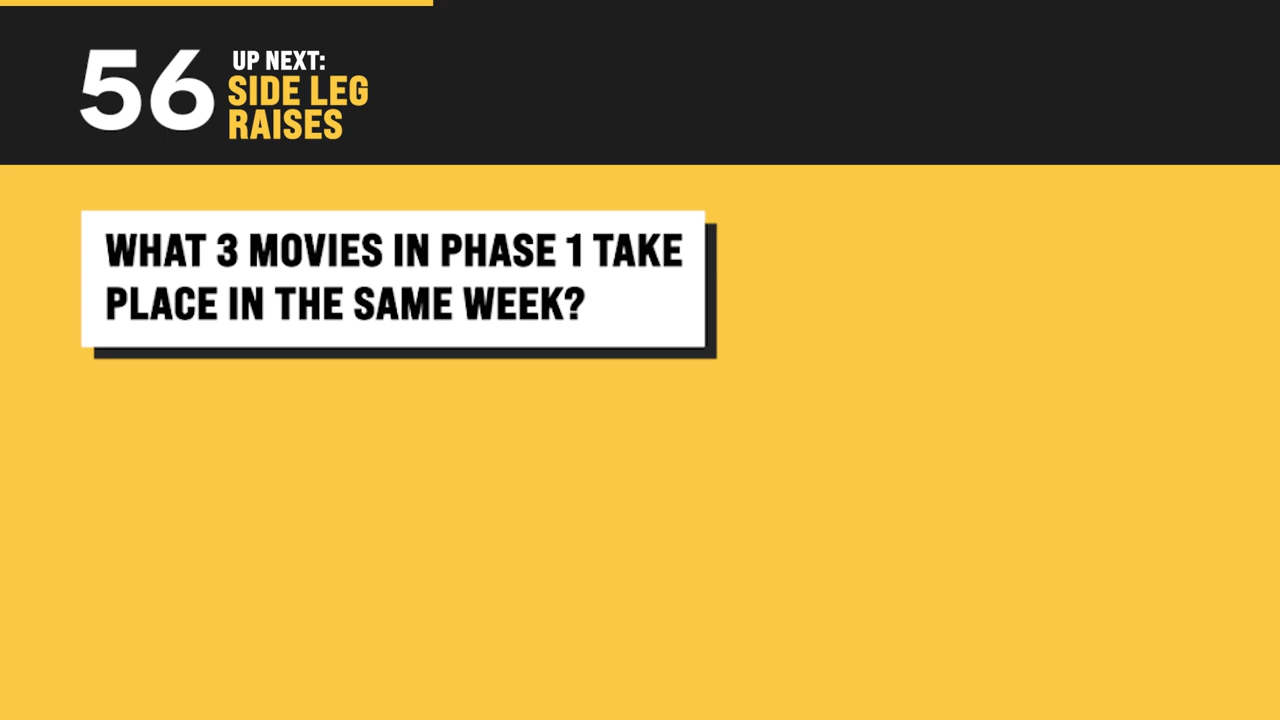 56
UP NEXT:
SIDE LEG
RAISES
WHAT 3 MOVIES IN PHASE 1 TAKE
PLACE IN THE SAME WEEK?